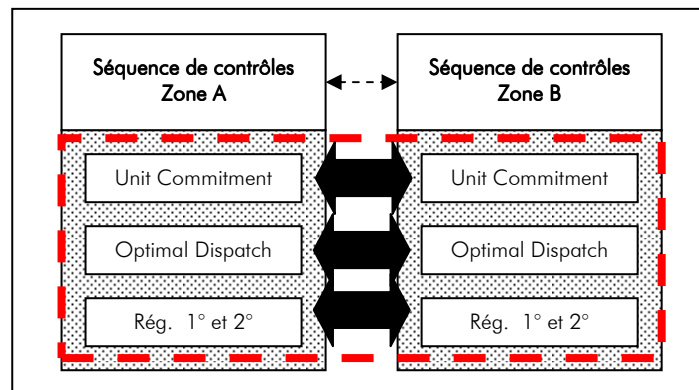 Séquence de contrôles
Zone A
Séquence de contrôles
Zone B
Unit Commitment
Unit Commitment
Optimal Dispatch
Optimal Dispatch
Rég. 1° et 2°
Rég. 1° et 2°